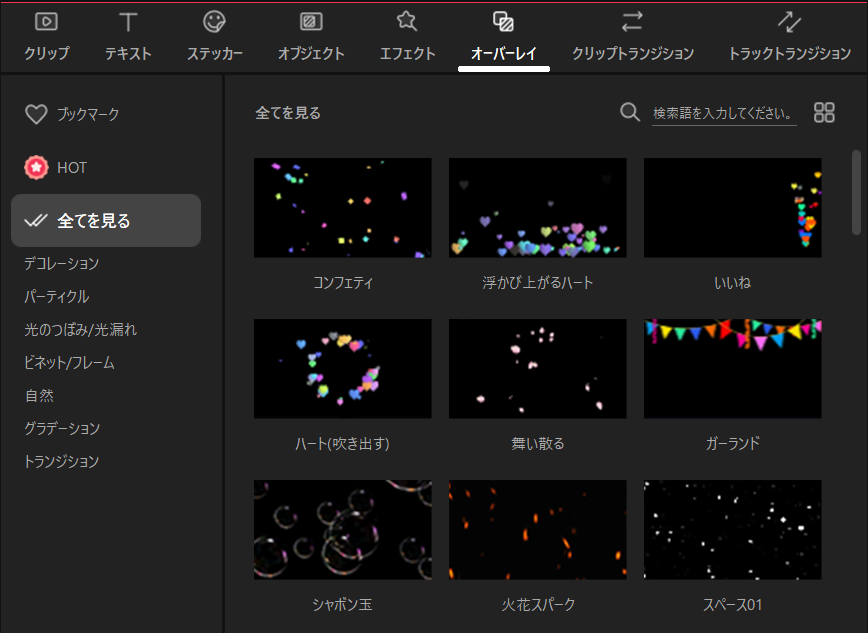 クリップ
テキスト
ステッカー
オブジェクト
エフェクト
オーバーレイ
クリップトランジション
トラックトランジション
ブックマーク
HOT
全てを見る
デコレーション
パーティクル
光のつぼみ/光漏れ
ビネット/フレーム
自然
グラデーション
トランジション
全てを見る
検索語を入力してください。
コンフェティ
浮かび上がるハート
いいね
ハート(吹き出す)
舞い散る
ガーランド
シャボン玉
火花スパーク
スペース01